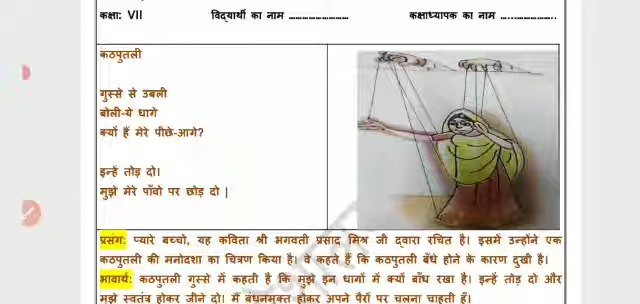 कक्षा: VII विद्यार्थी का नाम ........................ कक्षाध्यापक का नाम ......................
कठपुतली
गुस्से से उबली
बोली-ये धागे
क्यों हैं मेरे पीछे-आगे?
इन्हें तोड़ दो।
मुझे मेरे पाँवो पर छोड़ दो |
प्रसंग: प्यारे बच्चो, यह कविता श्री भगवती प्रसाद मिश्र जी द्वारा रचित है। इसमें उन्होंने एक
कठपुतली की मनोदशा का चित्रण किया है। वे कहते हैं कि कठपुतली बँधे होने के कारण दुखी है।
भावार्थ: कठपुतली गुस्से में कहती है कि मुझे इन धागों में क्यों बाँध रखा है। इन्हें तोड़ दो और
मुझे स्वतंत्र होकर जीने दो। मैं बंधनमुक्त होकर अपने पैरों पर चलना चाहती हूँ।